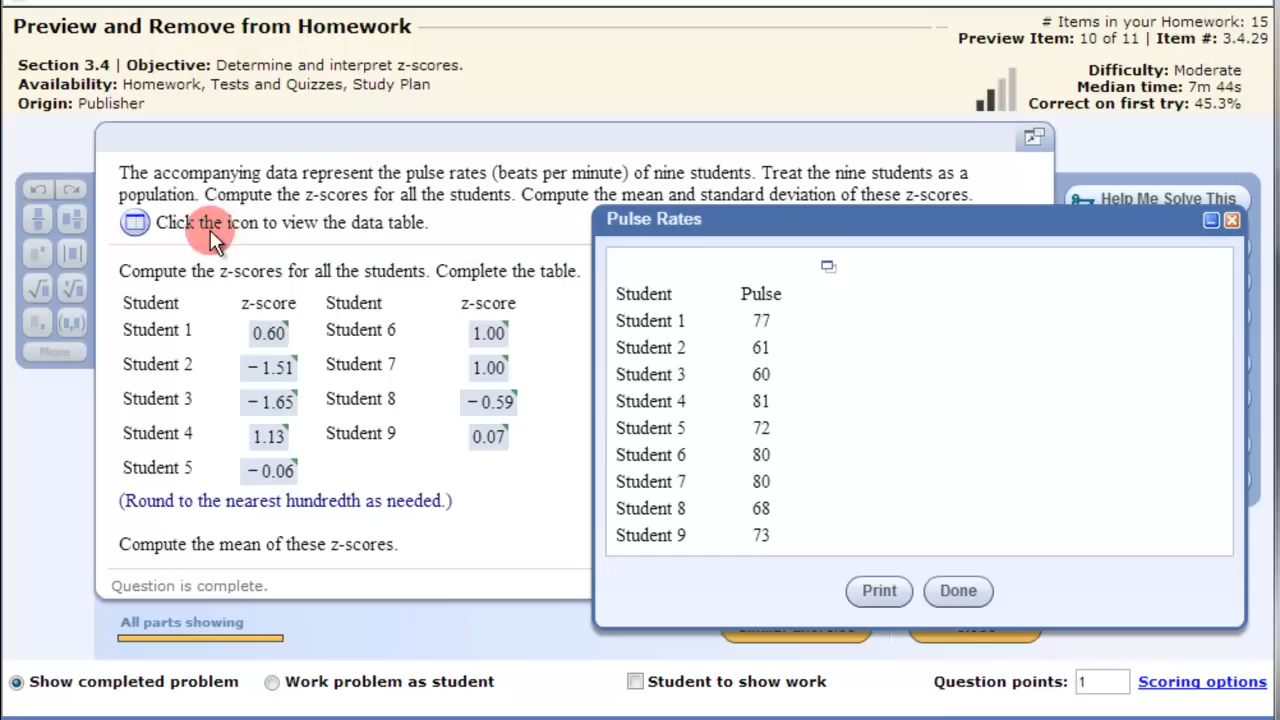 Preview and Remove from Homework
# Items in your Homework: 15
Preview Item: 10 of 11 | Item #: 3.4.29
Section 3.4 | Objective: Determine and interpret z-scores.
Availability: Homework, Tests and Quizzes, Study Plan
Origin: Publisher
Difficulty: Moderate
Median time: 7m 44s
Correct on first try: 45.3%
The accompanying data represent the pulse rates (beats per minute) of nine students. Treat the nine students as a
population. Compute the z-scores for all the students. Compute the mean and standard deviation of these z-scores.
Click the icon to view the data table.
Compute the z-scores for all the students. Complete the table.
Student z-score Student z-score
Student 1 0.60 Student 6 1.00
Student 2 −1.51 Student 7 1.00
Student 3 −1.65 Student 8 −0.59
Student 4 1.13 Student 9 0.07
Student 5 −0.06
(Round to the nearest hundredth as needed.)
Compute the mean of these z-scores.
Question is complete.
All parts showing
More
Help Me Solve This
Pulse Rates
Student Pulse
Student 1 77
Student 2 61
Student 3 60
Student 4 81
Student 5 72
Student 6 80
Student 7 80
Student 8 68
Student 9 73
Print Done
Show completed problem Work problem as student Student to show work Question points: 1 Scoring options